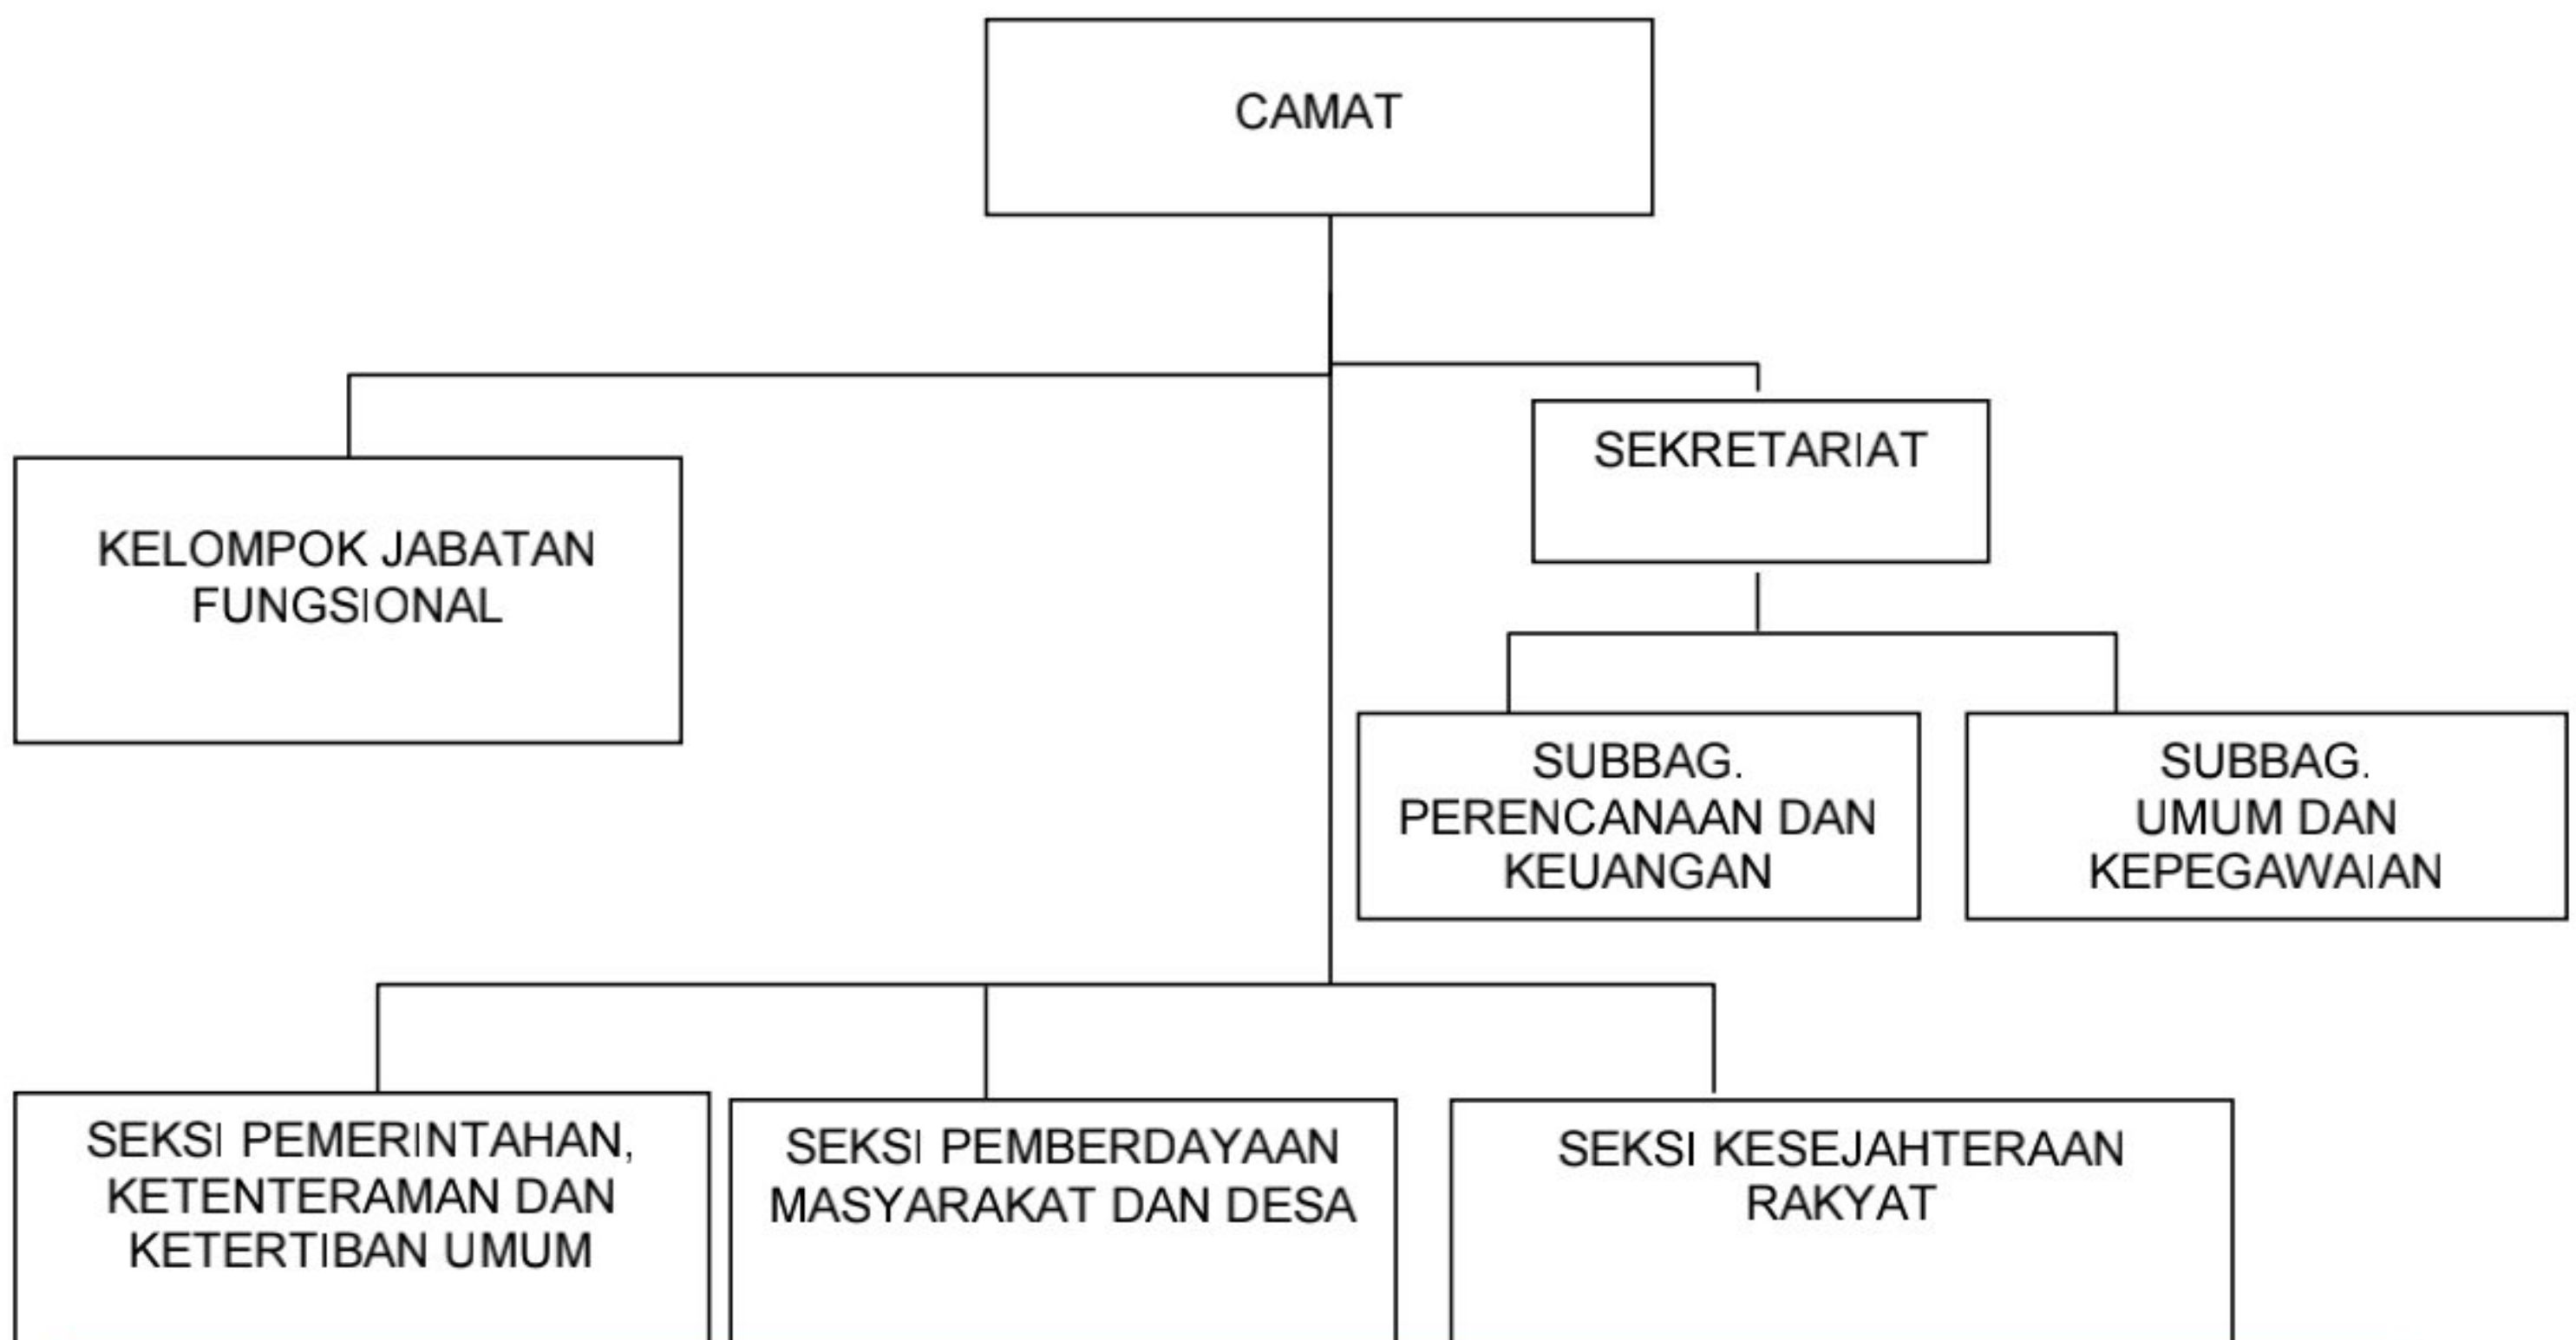 CAMAT
SEKRETARIAT
KELOMPOK JABATAN
FUNGSIONAL
SUBBAG.
PERENCANAAN DAN
KEUANGAN
SUBBAG.
UMUM DAN
KEPEGAWAIAN
SEKSI PEMERINTAHAN,
KETENTERAMAN DAN
KETERTIBAN UMUM
SEKSI PEMBERDAYAAN
MASYARAKAT DAN DESA
SEKSI KESEJAHTERAAN
RAKYAT